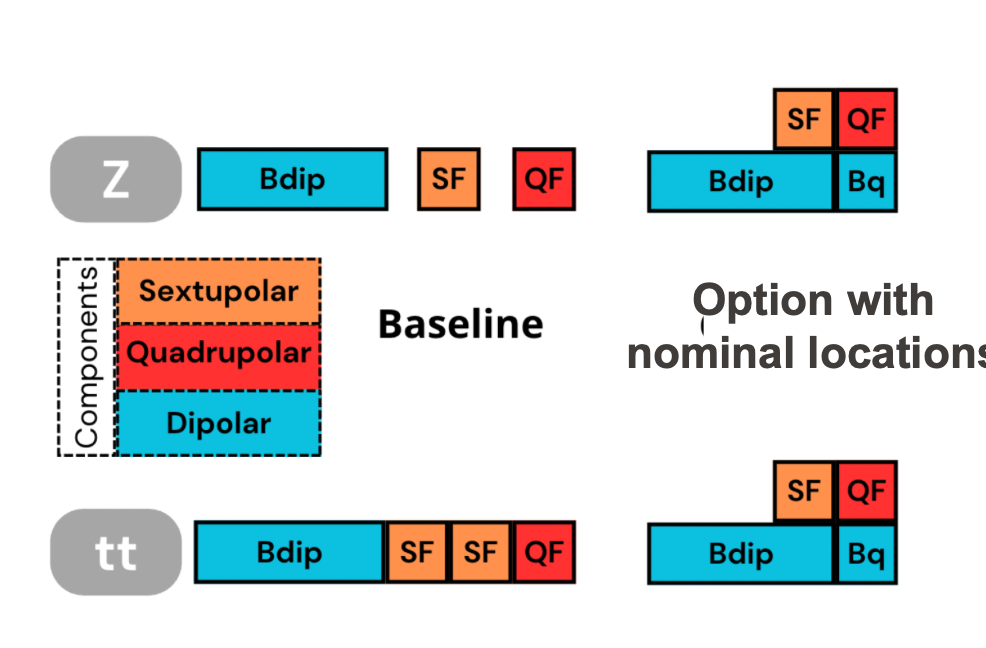 SF QF
Z Bdip SF QF Bdip Bq
Components
Sextupolar
Quadrupolar
Dipolar
Baseline
Option with
nominal locations
SF QF
tt Bdip SF SF QF Bdip Bq